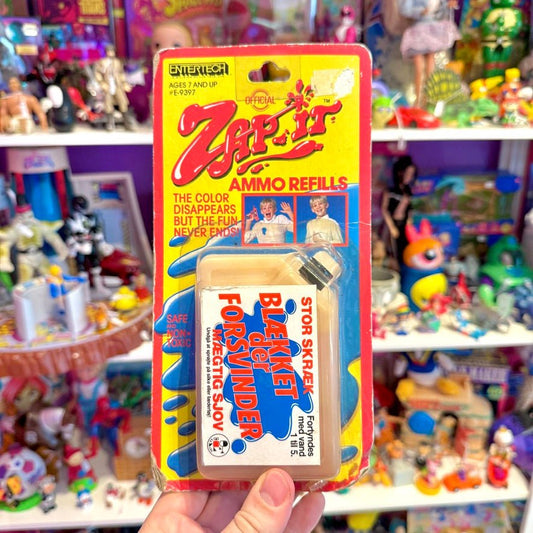 ENTERTECH
AGES 7 AND UP
#E-9397
OFFICIAL
ZAP-IT
TM
AMMO REFILLS
THE COLOR
DISAPPEARS
BUT THE FUN
NEVER ENDS!
SAFE
AND
NON-
TOXIC
STOR SKRÆK
BLÆKKET
der
FORSVINDER
MÆGTIG SJOV
Fortyndes
med vand
1 til 5.